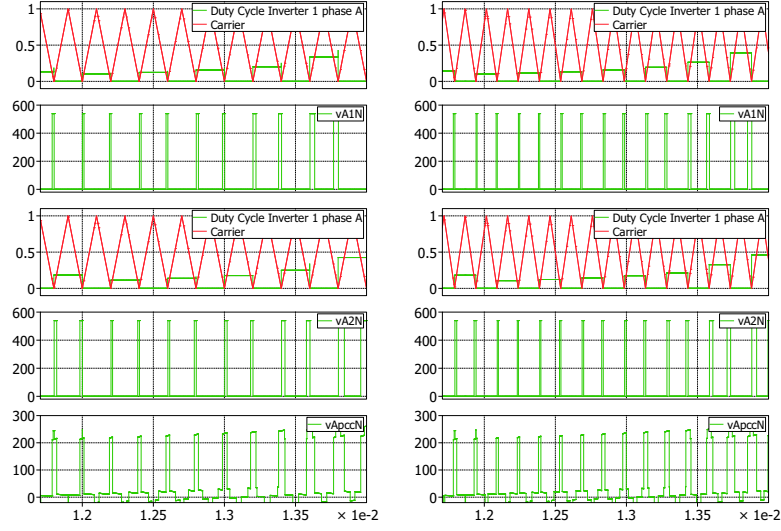 1
0.5
0
Duty Cycle Inverter 1 phase A
Carrier
1
0.5
0
Duty Cycle Inverter 1 phase A
Carrier
600
400
200
0
vA1N
600
400
200
0
vA1N
1
0.5
0
Duty Cycle Inverter 1 phase A
Carrier
1
0.5
0
Duty Cycle Inverter 1 phase A
Carrier
600
400
200
0
vA2N
600
400
200
0
vA2N
300
200
100
0
vApccN
300
200
100
0
vApccN
1.2 1.25 1.3 1.35 × 1e-2
1.2 1.25 1.3 1.35 × 1e-2